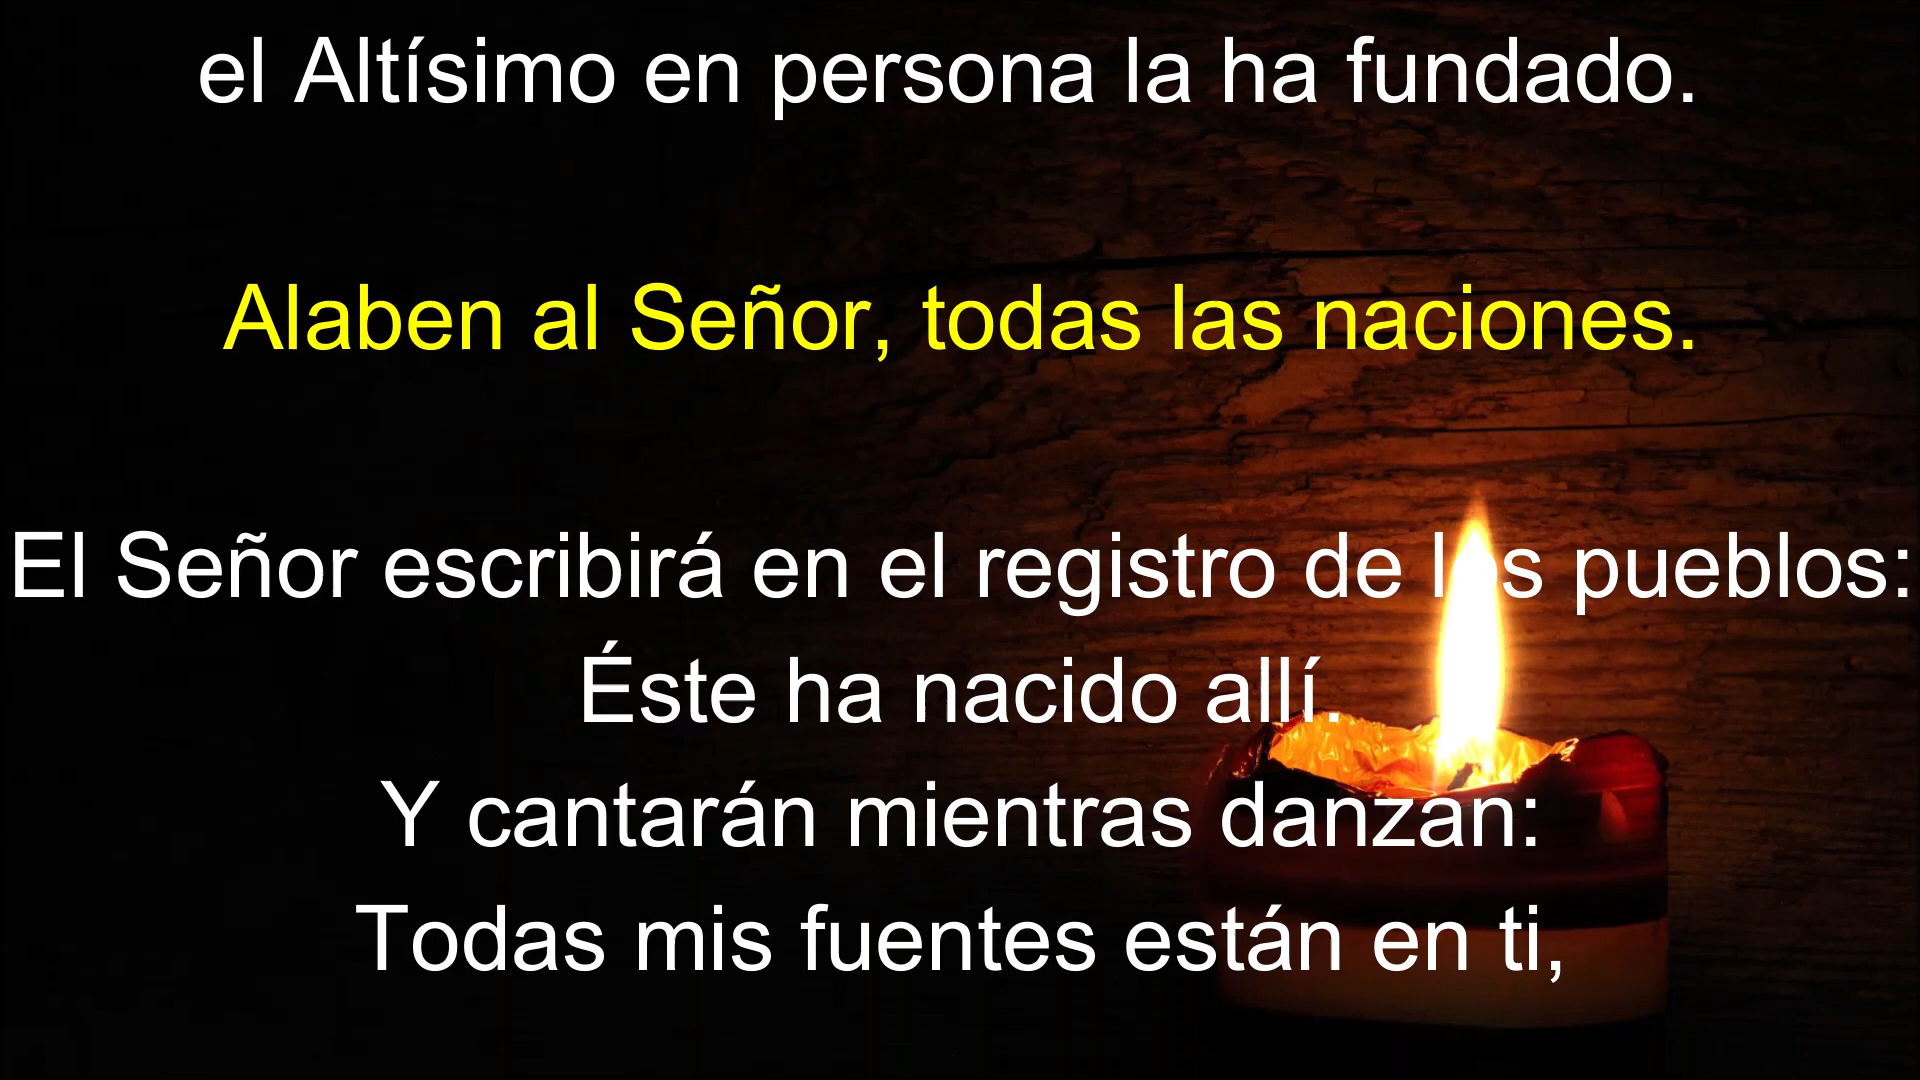 el Altísimo en persona la ha fundado.
Alaben al Señor, todas las naciones.
El Señor escribirá en el registro de los pueblos:
Éste ha nacido allí.
Y cantarán mientras danzan:
Todas mis fuentes están en ti,